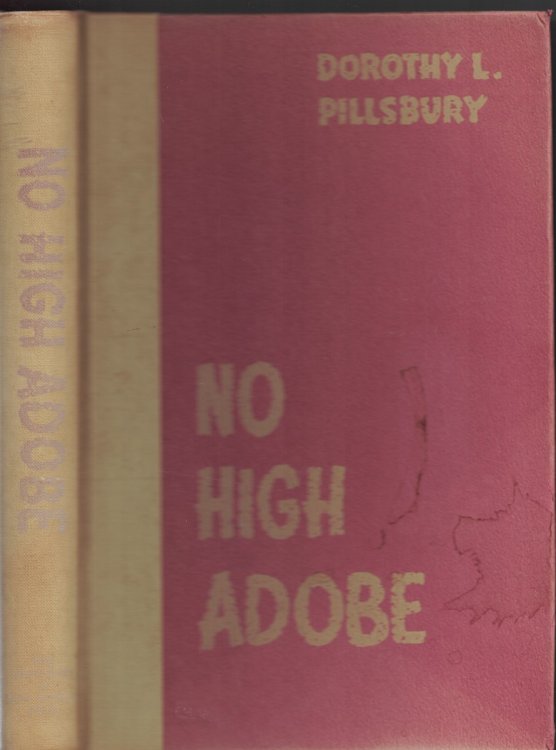 NO HIGH ADOBE
DOROTHY L.
PILLSBURY
NO
HIGH
ADOBE